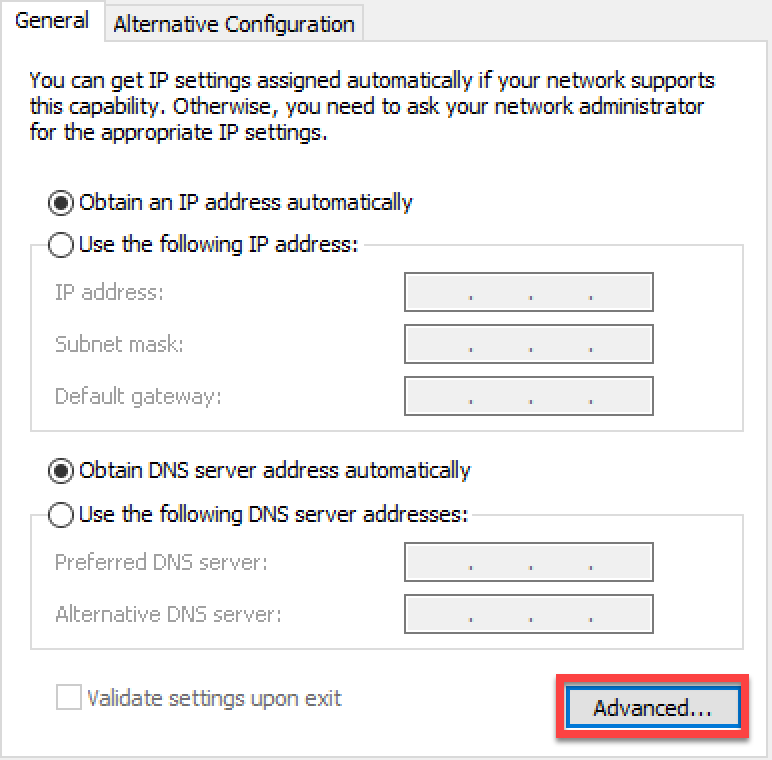 General
Alternative Configuration
You can get IP settings assigned automatically if your network supports
this capability. Otherwise, you need to ask your network administrator
for the appropriate IP settings.
Obtain an IP address automatically
Use the following IP address:
IP address:
Subnet mask:
Default gateway:
Obtain DNS server address automatically
Use the following DNS server addresses:
Preferred DNS server:
Alternative DNS server:
Validate settings upon exit
Advanced...